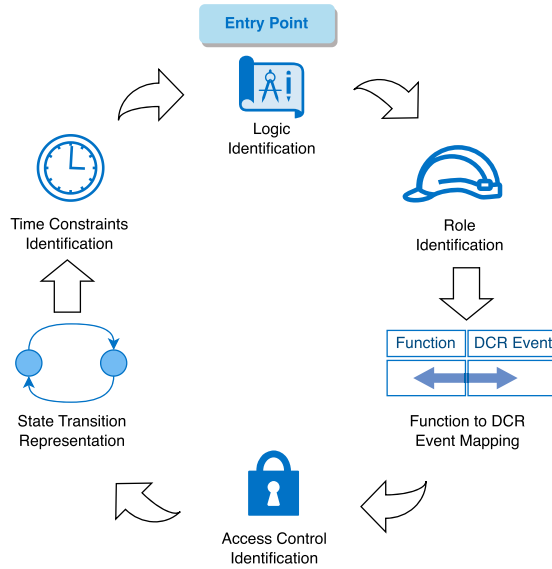 Entry Point
Logic
Identification
Role
Identification
Function
DCR Event
Function to DCR
Event Mapping
Access Control
Identification
State Transition
Representation
Time Constraints
Identification